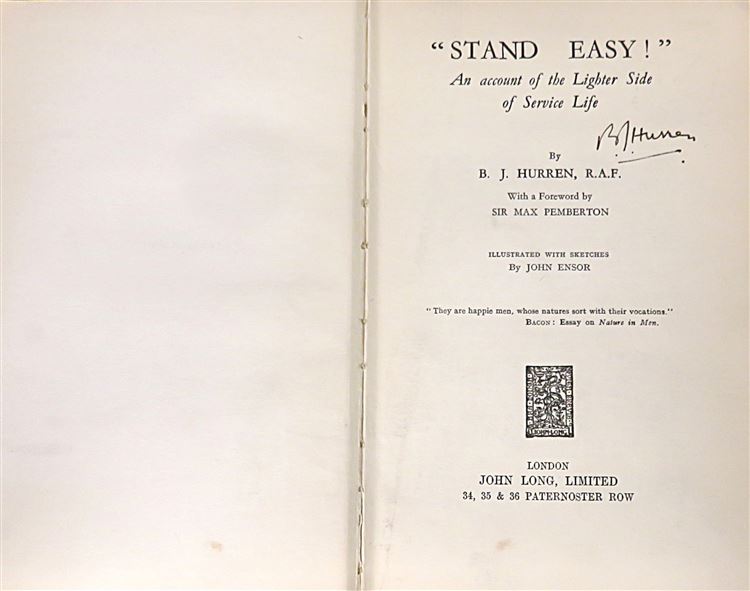 “STAND EASY!”
An account of the Lighter Side
of Service Life
BJHurren
By
B. J. HURREN, R.A.F.
With a Foreword by
SIR MAX PEMBERTON
ILLUSTRATED WITH SKETCHES
By JOHN ENSOR
“They are happie men, whose natures sort with their vocations.”
BACON: Essay on Nature in Men.
JOHN·LONG
LONDON
JOHN LONG, LIMITED
34, 35 & 36 PATERNOSTER ROW